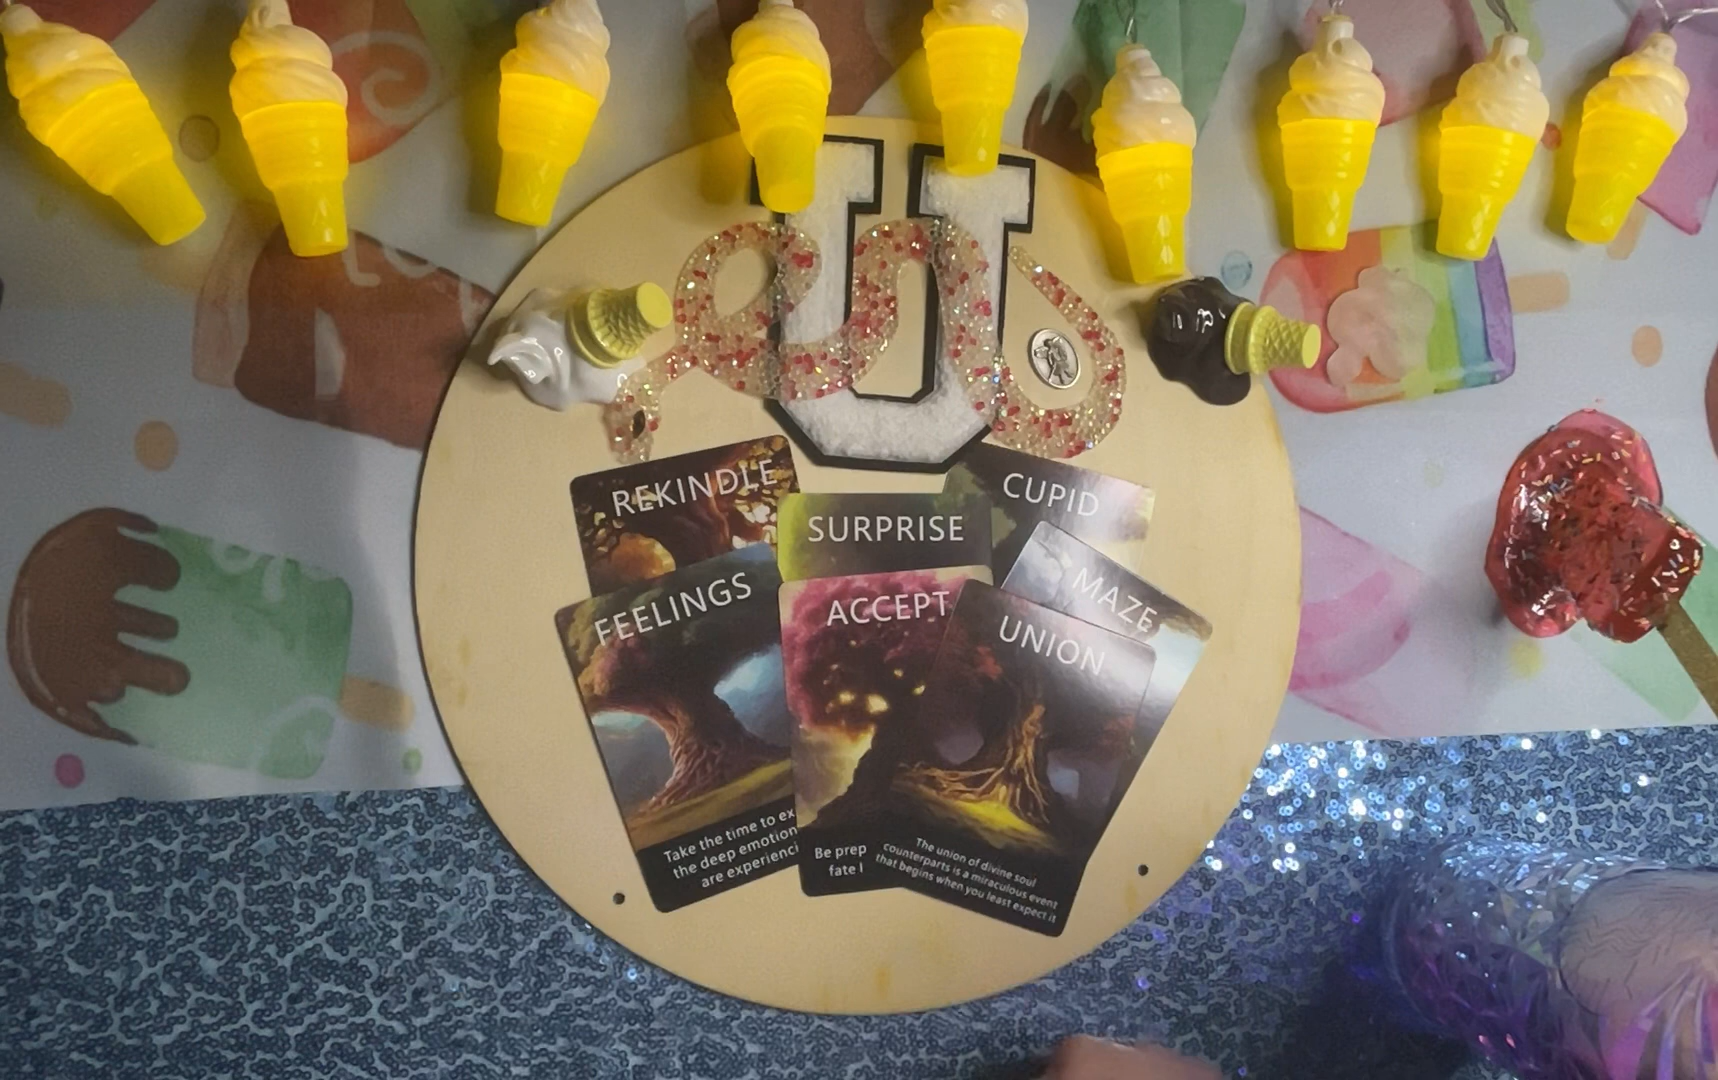 U
REKINDLE
CUPID
SURPRISE
MAZE
FEELINGS
ACCEPT
UNION
Take the time to ex
the deep emotion
are experienci
Be prep
fate l
The union of divine soul
counterparts is a miraculous event
that begins when you least expect it